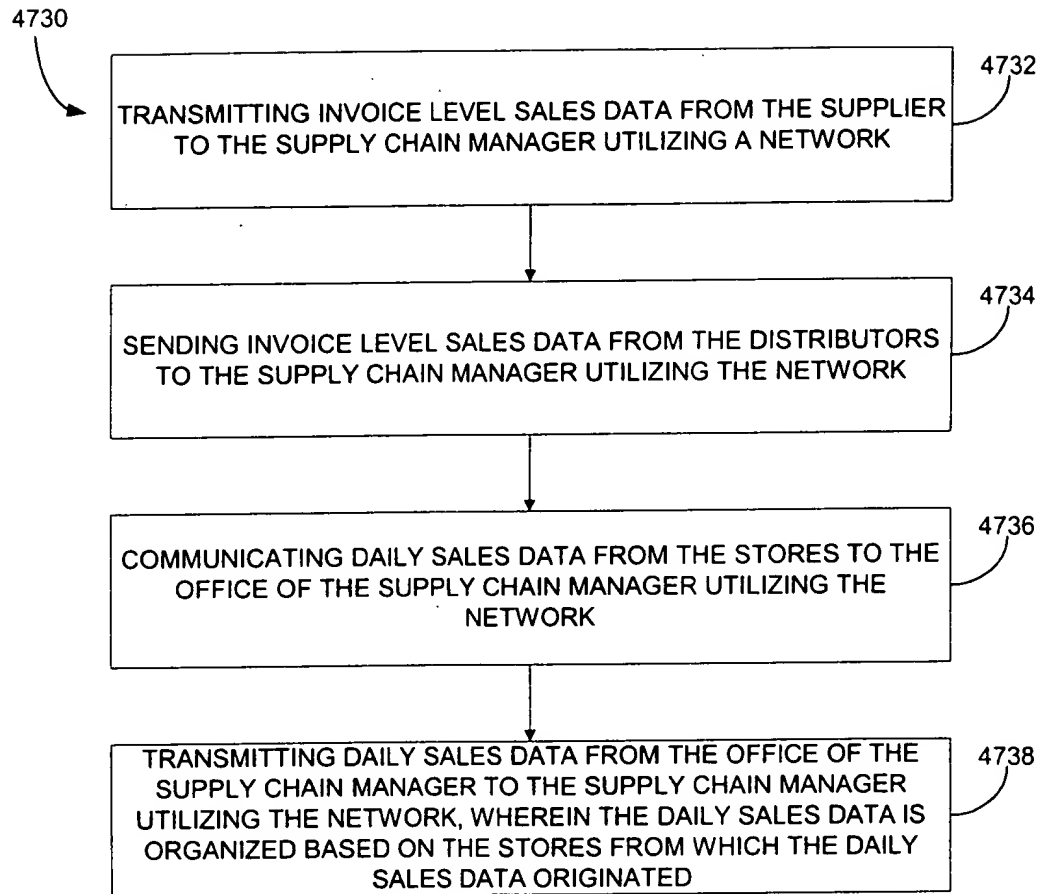 4730
4732
TRANSMITTING INVOICE LEVEL SALES DATA FROM THE SUPPLIER
TO THE SUPPLY CHAIN MANAGER UTILIZING A NETWORK
4734
SENDING INVOICE LEVEL SALES DATA FROM THE DISTRIBUTORS
TO THE SUPPLY CHAIN MANAGER UTILIZING THE NETWORK
4736
COMMUNICATING DAILY SALES DATA FROM THE STORES TO THE
OFFICE OF THE SUPPLY CHAIN MANAGER UTILIZING THE
NETWORK
4738
TRANSMITTING DAILY SALES DATA FROM THE OFFICE OF THE
SUPPLY CHAIN MANAGER TO THE SUPPLY CHAIN MANAGER
UTILIZING THE NETWORK, WHEREIN THE DAILY SALES DATA IS
ORGANIZED BASED ON THE STORES FROM WHICH THE DAILY
SALES DATA ORIGINATED